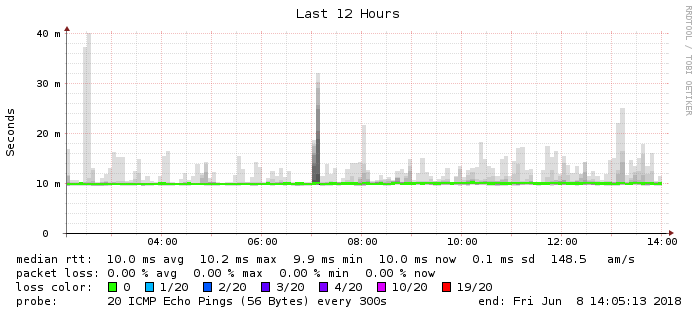 Last 12 Hours
RRDTOOL / TOBI OETIKER
Seconds
40 m
30 m
20 m
10 m
0
04:00 06:00 08:00 10:00 12:00 14:00
median rtt: 10.0 ms avg 10.2 ms max 9.9 ms min 10.0 ms now 0.1 ms sd 148.5 am/s
packet loss: 0.00 % avg 0.00 % max 0.00 % min 0.00 % now
loss color: 0 1/20 2/20 3/20 4/20 10/20 19/20
probe: 20 ICMP Echo Pings (56 Bytes) every 300s end: Fri Jun 8 14:05:13 2018